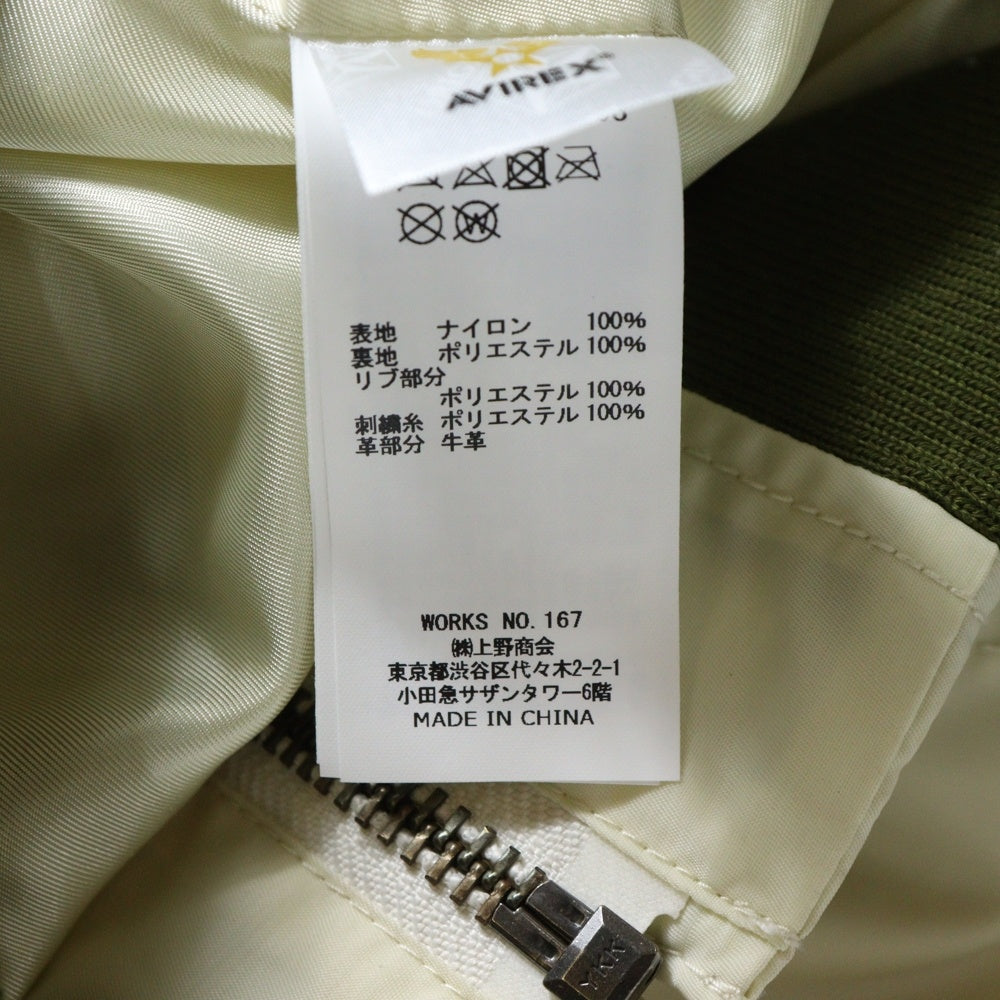 AVIREX®
表地 ナイロン 100%
裏地 ポリエステル 100%
リブ部分
ポリエステル 100%
刺繍糸 ポリエステル 100%
革部分 牛革
WORKS NO. 167
㈱上野商会
東京都渋谷区代々木2-2-1
小田急サザンタワー6階
MADE IN CHINA
YKK